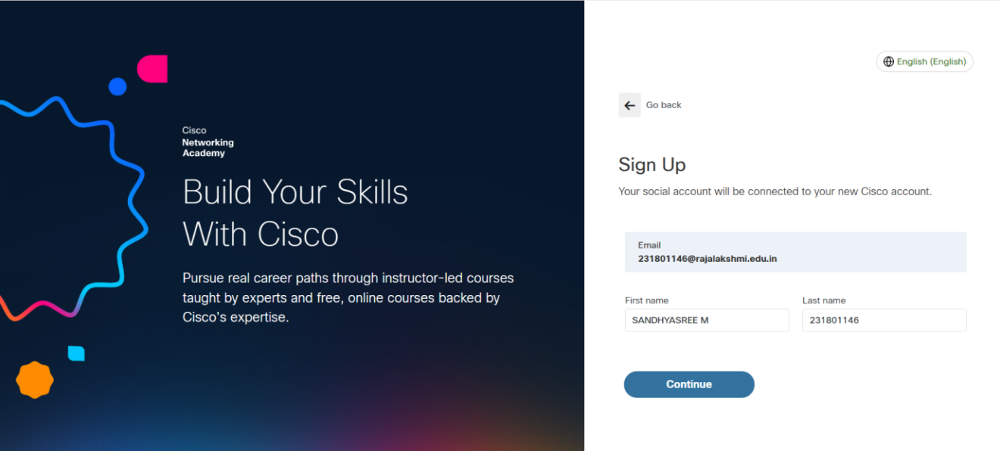 Cisco
Networking
Academy
Build Your Skills
With Cisco
Pursue real career paths through instructor-led courses
taught by experts and free, online courses backed by
Cisco's expertise.
English (English)
Go back
Sign Up
Your social account will be connected to your new Cisco account.
Email
231801146@rajalakshmi.edu.in
First name
SANDHYASREE M
Last name
231801146
Continue